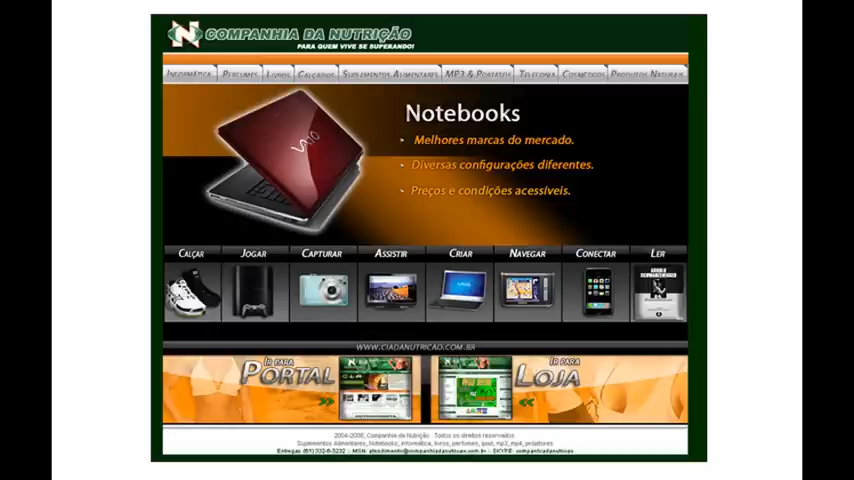 COMPANHIA DA NUTRIÇÃO
PARA QUEM VIVE SE SUPERANDO!
INFORMÁTICA PERFUMES LIVROS CALÇADOS SUPLEMENTOS ALIMENTARES MP3 & PORTÁTEIS TELEFONIA COSMÉTICOS PRODUTOS NATURAIS
VAIO
Notebooks
Melhores marcas do mercado.
Diversas configurações diferentes.
Preços e condições acessíveis.
CALÇAR JOGAR CAPTURAR ASSISTIR CRIAR NAVEGAR CONECTAR LER
WWW.CIADANUTRICAO.COM.BR
IR PARA PORTAL
IR PARA LOJA
2004-2008, Companhia da Nutrição. Todos os direitos reservados.
Suplementos Alimentares, Notebooks, informática, livros, perfumes, ipod, mp3, mp4, projetores